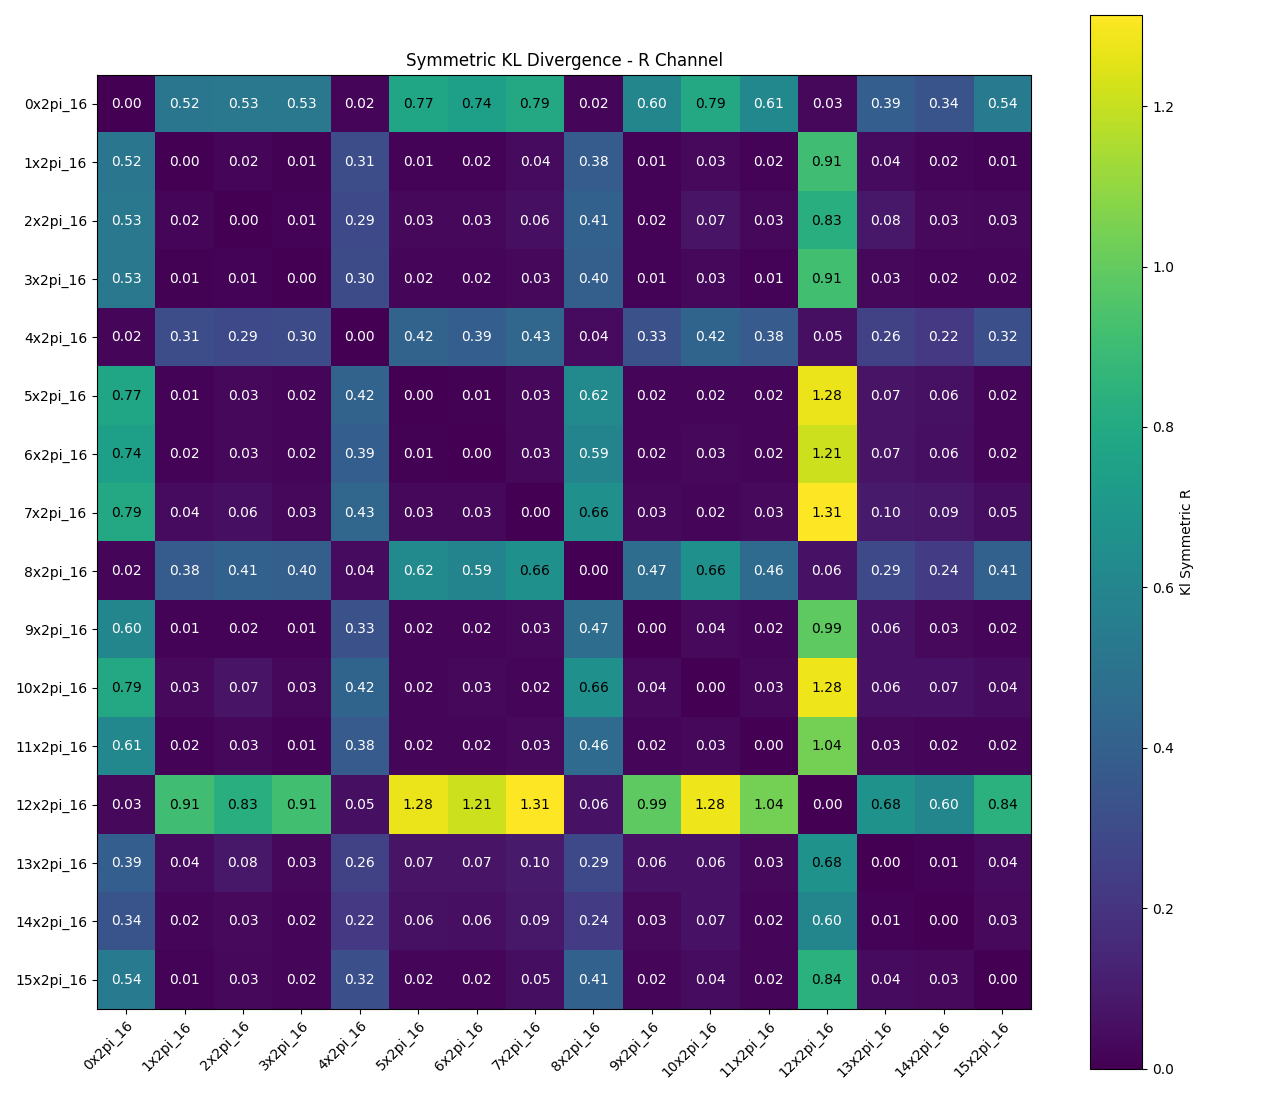 Symmetric KL Divergence - R Channel
0x2pi_16 0.00 0.52 0.53 0.53 0.02 0.77 0.74 0.79 0.02 0.60 0.79 0.61 0.03 0.39 0.34 0.54
1x2pi_16 0.52 0.00 0.02 0.01 0.31 0.01 0.02 0.04 0.38 0.01 0.03 0.02 0.91 0.04 0.02 0.01
2x2pi_16 0.53 0.02 0.00 0.01 0.29 0.03 0.03 0.06 0.41 0.02 0.07 0.03 0.83 0.08 0.03 0.03
3x2pi_16 0.53 0.01 0.01 0.00 0.30 0.02 0.02 0.03 0.40 0.01 0.03 0.01 0.91 0.03 0.02 0.02
4x2pi_16 0.02 0.31 0.29 0.30 0.00 0.42 0.39 0.43 0.04 0.33 0.42 0.38 0.05 0.26 0.22 0.32
5x2pi_16 0.77 0.01 0.03 0.02 0.42 0.00 0.01 0.03 0.62 0.02 0.02 0.02 1.28 0.07 0.06 0.02
6x2pi_16 0.74 0.02 0.03 0.02 0.39 0.01 0.00 0.03 0.59 0.02 0.03 0.02 1.21 0.07 0.06 0.02
7x2pi_16 0.79 0.04 0.06 0.03 0.43 0.03 0.03 0.00 0.66 0.03 0.02 0.03 1.31 0.10 0.09 0.05
8x2pi_16 0.02 0.38 0.41 0.40 0.04 0.62 0.59 0.66 0.00 0.47 0.66 0.46 0.06 0.29 0.24 0.41
9x2pi_16 0.60 0.01 0.02 0.01 0.33 0.02 0.02 0.03 0.47 0.00 0.04 0.02 0.99 0.06 0.03 0.02
10x2pi_16 0.79 0.03 0.07 0.03 0.42 0.02 0.03 0.02 0.66 0.04 0.00 0.03 1.28 0.06 0.07 0.04
11x2pi_16 0.61 0.02 0.03 0.01 0.38 0.02 0.02 0.03 0.46 0.02 0.03 0.00 1.04 0.03 0.02 0.02
12x2pi_16 0.03 0.91 0.83 0.91 0.05 1.28 1.21 1.31 0.06 0.99 1.28 1.04 0.00 0.68 0.60 0.84
13x2pi_16 0.39 0.04 0.08 0.03 0.26 0.07 0.07 0.10 0.29 0.06 0.06 0.03 0.68 0.00 0.01 0.04
14x2pi_16 0.34 0.02 0.03 0.02 0.22 0.06 0.06 0.09 0.24 0.03 0.07 0.02 0.60 0.01 0.00 0.03
15x2pi_16 0.54 0.01 0.03 0.02 0.32 0.02 0.02 0.05 0.41 0.02 0.04 0.02 0.84 0.04 0.03 0.00
0x2pi_16 1x2pi_16 2x2pi_16 3x2pi_16 4x2pi_16 5x2pi_16 6x2pi_16 7x2pi_16 8x2pi_16 9x2pi_16 10x2pi_16 11x2pi_16 12x2pi_16 13x2pi_16 14x2pi_16 15x2pi_16
1.2
1.0
0.8
0.6
0.4
0.2
0.0
Kl Symmetric R